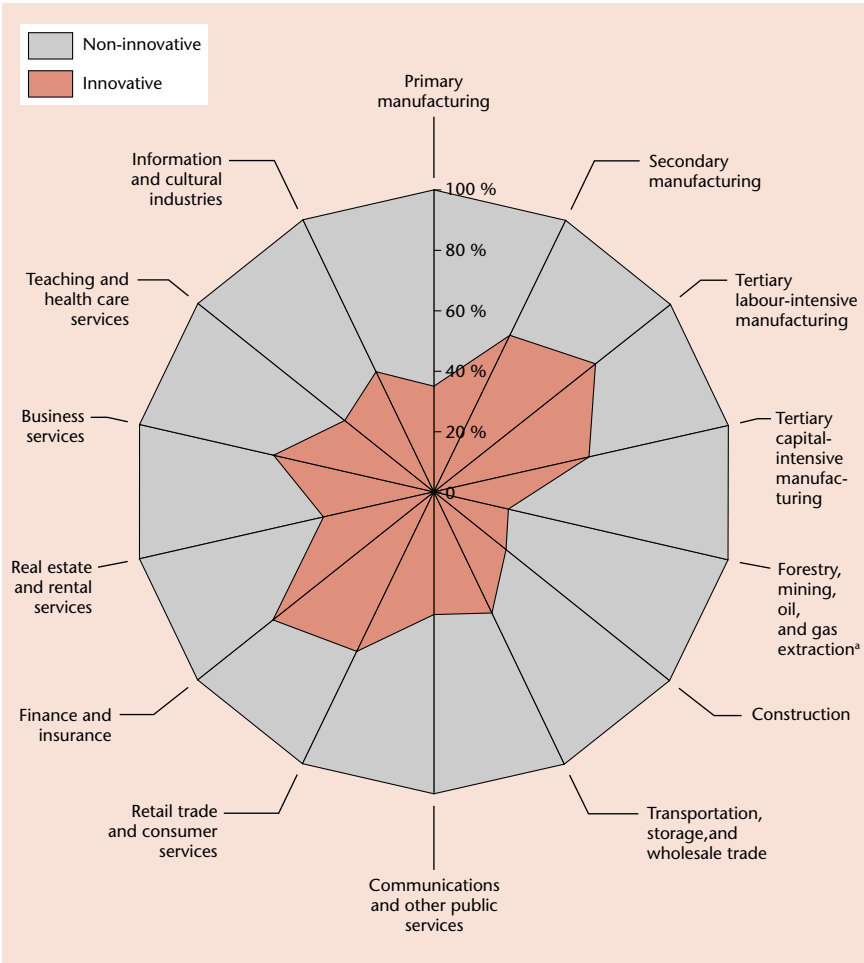 Non-innovative
Innovative
Primary
manufacturing
Information
and cultural
industries
Secondary
manufacturing
100 %
80 %
60 %
40 %
20 %
0
Teaching and
health care
services
Tertiary
labour-intensive
manufacturing
Business
services
Tertiary
capital-
intensive
manufac-
turing
Real estate
and rental
services
Forestry,
mining,
oil,
and gas
extractionª
Finance and
insurance
Construction
Retail trade
and consumer
services
Transportation,
storage,and
wholesale trade
Communications
and other public
services